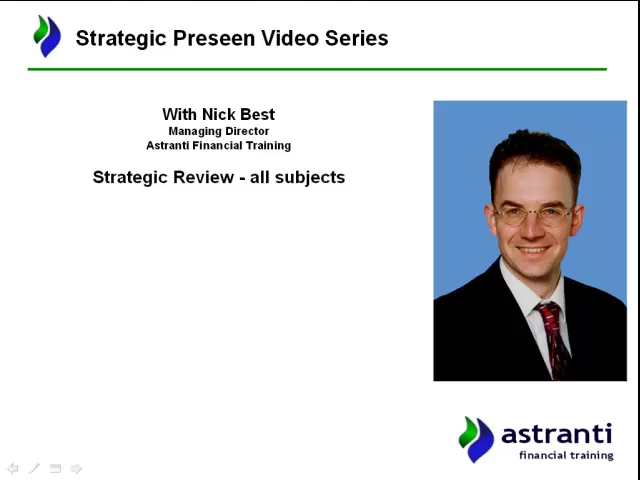 Strategic Preseen Video Series
With Nick Best
Managing Director
Astranti Financial Training
Strategic Review - all subjects
astranti
financial training